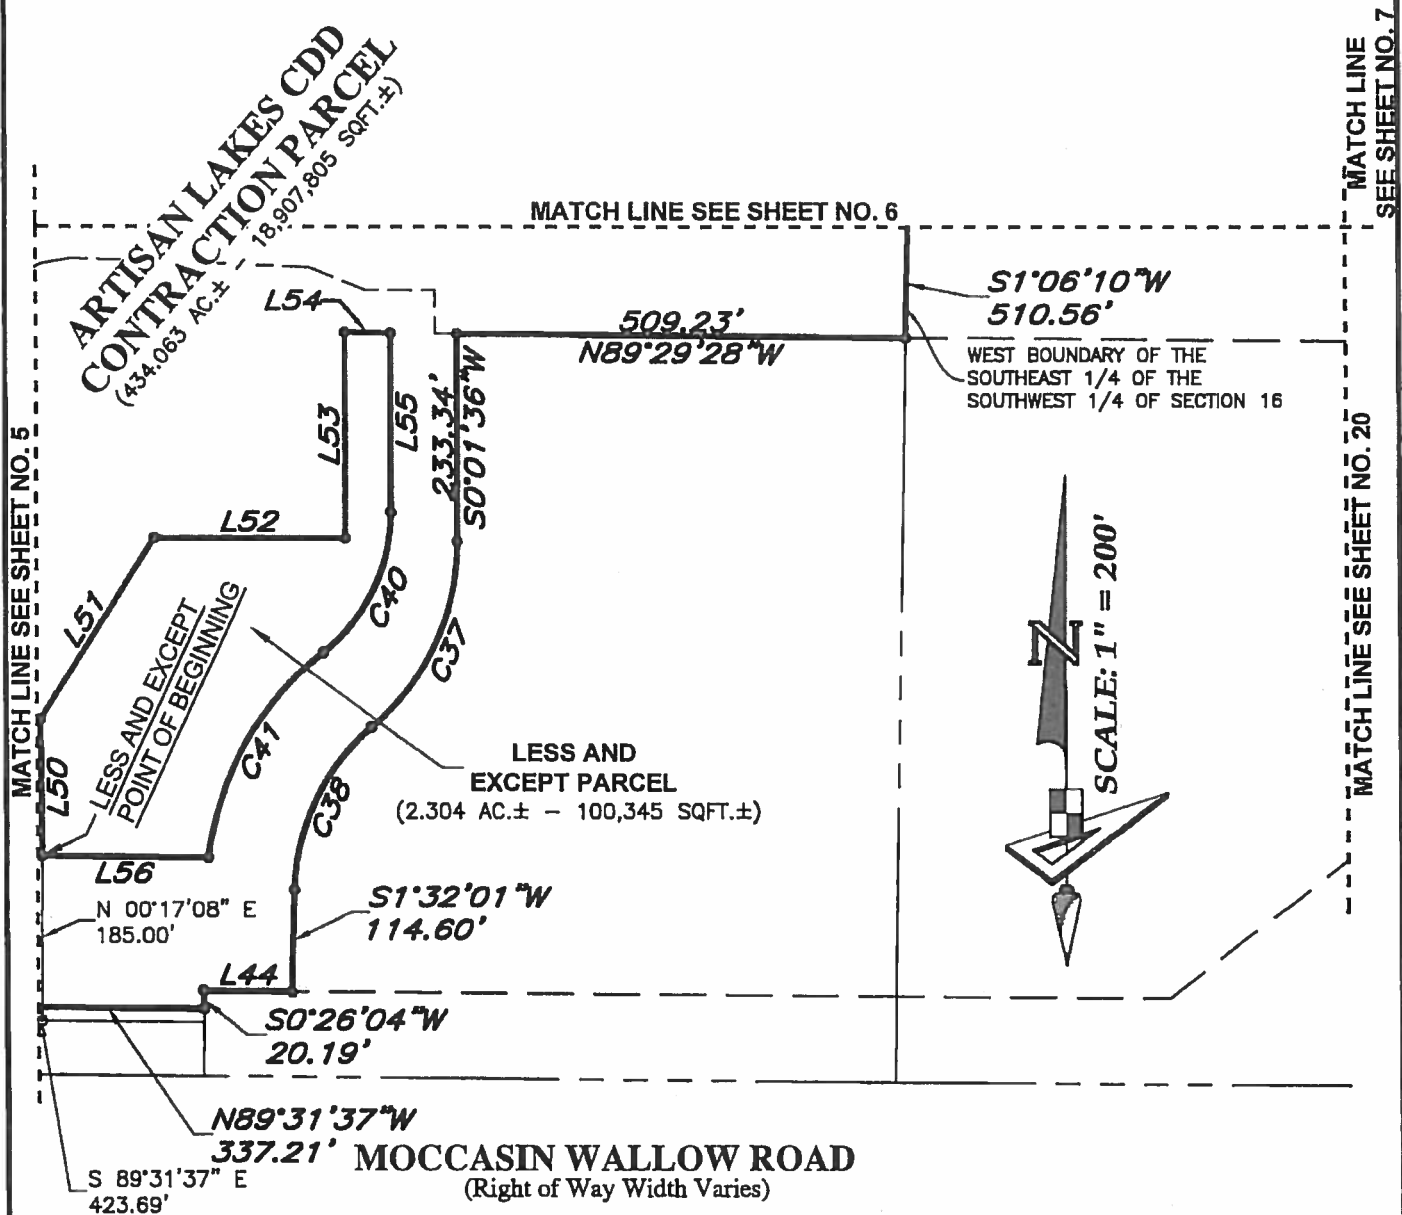 ARTISAN LAKES CDD
CONTRACTION PARCEL
(434.063 AC.± - 18,907,805 SQFT.±)
MATCH LINE
SEE SHEET NO. 7
MATCH LINE SEE SHEET NO. 6
S1°06'10"W
510.56'
L54
509.23'
N89°29'28"W
WEST BOUNDARY OF THE
SOUTHEAST 1/4 OF THE
SOUTHWEST 1/4 OF SECTION 16
L53
L55
233.34'
S0°01'36"W
MATCH LINE SEE SHEET NO. 5
MATCH LINE SEE SHEET NO. 20
L52
L51
C40
C37
LESS AND EXCEPT
POINT OF BEGINNING
N
SCALE: 1" = 200'
L50
C41
C38
LESS AND
EXCEPT PARCEL
(2.304 AC.± - 100,345 SQFT.±)
L56
N 00°17'08" E
185.00'
S1°32'01"W
114.60'
L44
S0°26'04"W
20.19'
N89°31'37"W
337.21'
MOCCASIN WALLOW ROAD
(Right of Way Width Varies)
S 89°31'37" E
423.69'